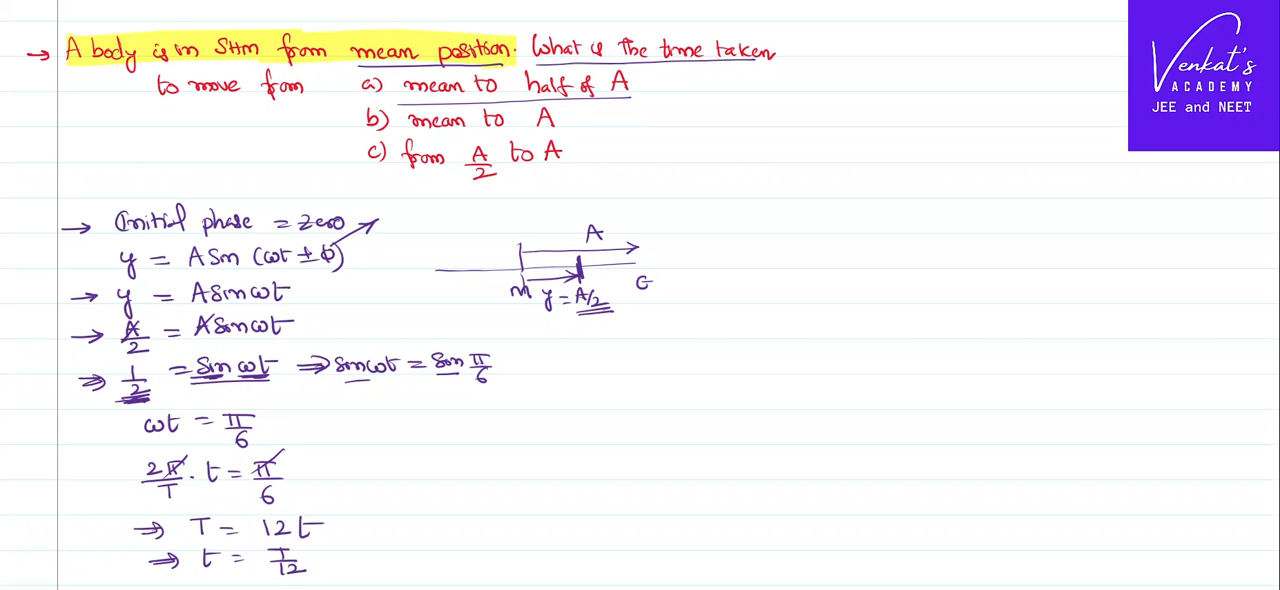 → A body is in SHM from mean position. What is the time taken
to move from a) mean to half of A
b) mean to A
c) from A/2 to A
Venkat's
ACADEMY
JEE and NEET
→ Initial phase = zero
y = A Sin (ωt ± φ)
→ y = A sin ωt
→ A/2 = A sin ωt
⇒ 1/2 = sin ωt ⇒ sin ωt = sin π/6
ωt = π/6
2π/T · t = π/6
⇒ T = 12t
⇒ t = T/12
A
m y = A/2